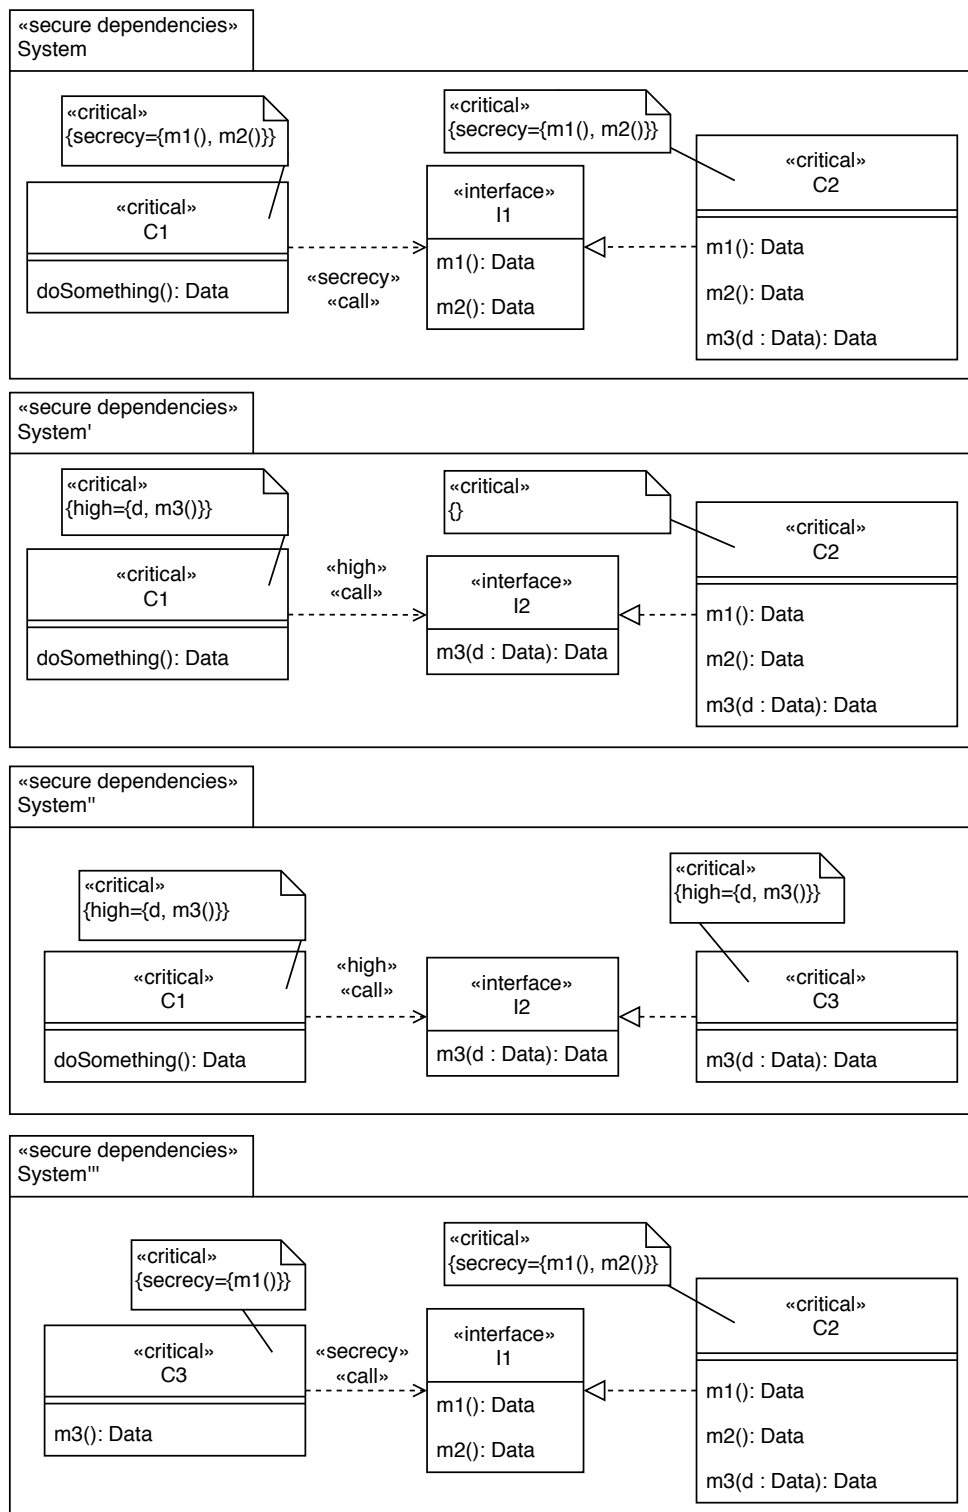 «secure dependencies»
System
«critical»
{secrecy={m1(), m2()}}
«critical»
{secrecy={m1(), m2()}}
«critical»
C1
doSomething(): Data
«secrecy»
«call»
«interface»
I1
m1(): Data
m2(): Data
«critical»
C2
m1(): Data
m2(): Data
m3(d : Data): Data
«secure dependencies»
System'
«critical»
{high={d, m3()}}
«critical»
{}
«critical»
C1
doSomething(): Data
«high»
«call»
«interface»
I2
m3(d : Data): Data
«critical»
C2
m1(): Data
m2(): Data
m3(d : Data): Data
«secure dependencies»
System''
«critical»
{high={d, m3()}}
«critical»
{high={d, m3()}}
«critical»
C1
doSomething(): Data
«high»
«call»
«interface»
I2
m3(d : Data): Data
«critical»
C3
m3(d : Data): Data
«secure dependencies»
System'''
«critical»
{secrecy={m1()}}
«critical»
{secrecy={m1(), m2()}}
«critical»
C3
m3(): Data
«secrecy»
«call»
«interface»
I1
m1(): Data
m2(): Data
«critical»
C2
m1(): Data
m2(): Data
m3(d : Data): Data